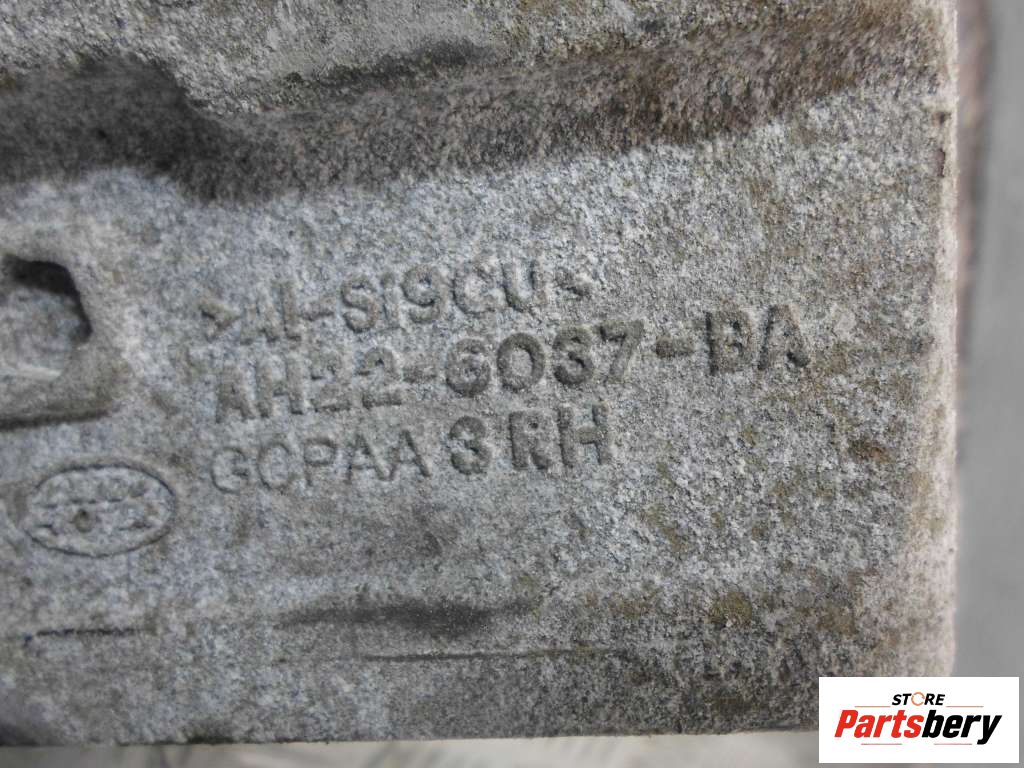 >Al-Si9CU<
AH22-6037-BA
GCPAA 3 RH
STORE
Partsbery